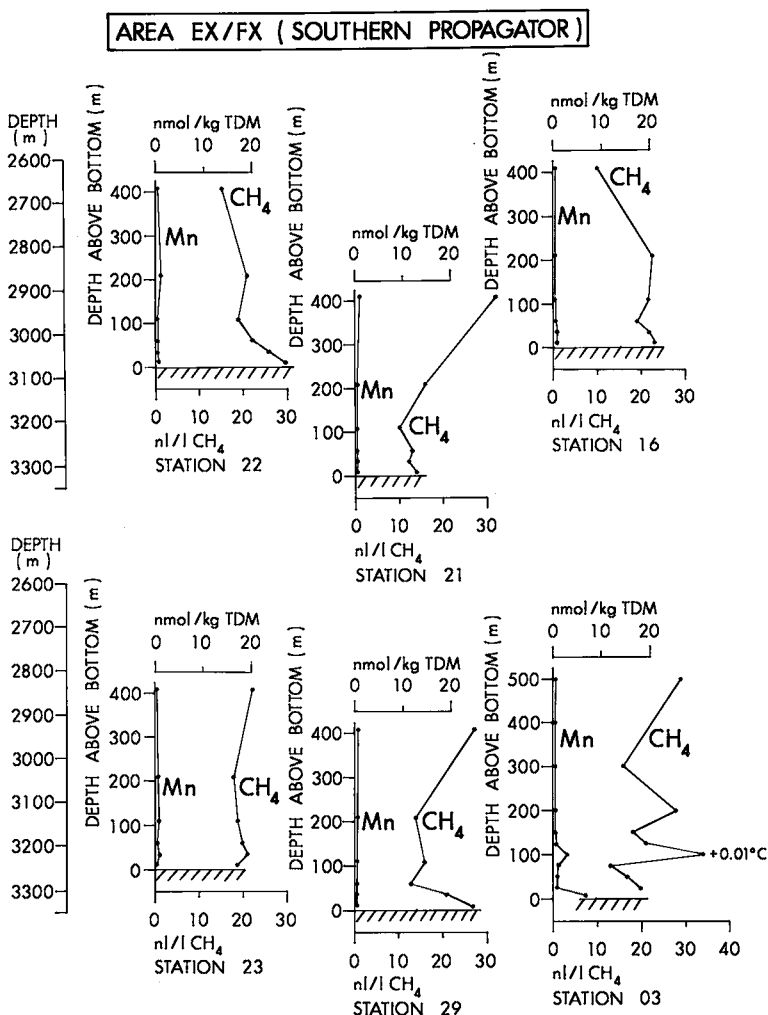 AREA EX/FX ( SOUTHERN PROPAGATOR )
DEPTH
(m)
2600
2700
2800
2900
3000
3100
3200
3300
DEPTH ABOVE BOTTOM (m)
nmol/kg TDM
0 10 20
400
300
200
100
0
Mn
CH4
0 10 20 30
nl/l CH4
STATION 22
DEPTH ABOVE BOTTOM (m)
nmol/kg TDM
0 10 20
400
300
200
100
0
Mn
CH4
0 10 20 30
nl/l CH4
STATION 21
DEPTH ABOVE BOTTOM (m)
nmol/kg TDM
0 10 20
400
300
200
100
0
Mn
CH4
0 10 20 30
nl/l CH4
STATION 16
DEPTH
(m)
2600
2700
2800
2900
3000
3100
3200
3300
DEPTH ABOVE BOTTOM (m)
nmol/kg TDM
0 10 20
400
300
200
100
0
Mn
CH4
0 10 20 30
nl/l CH4
STATION 23
DEPTH ABOVE BOTTOM (m)
nmol/kg TDM
0 10 20
400
300
200
100
0
Mn
CH4
0 10 20 30
nl/l CH4
STATION 29
DEPTH ABOVE BOTTOM (m)
nmol/kg TDM
0 10 20
500
400
300
200
100
0
Mn
CH4
+0.01°C
0 10 20 30 40
nl/l CH4
STATION 03